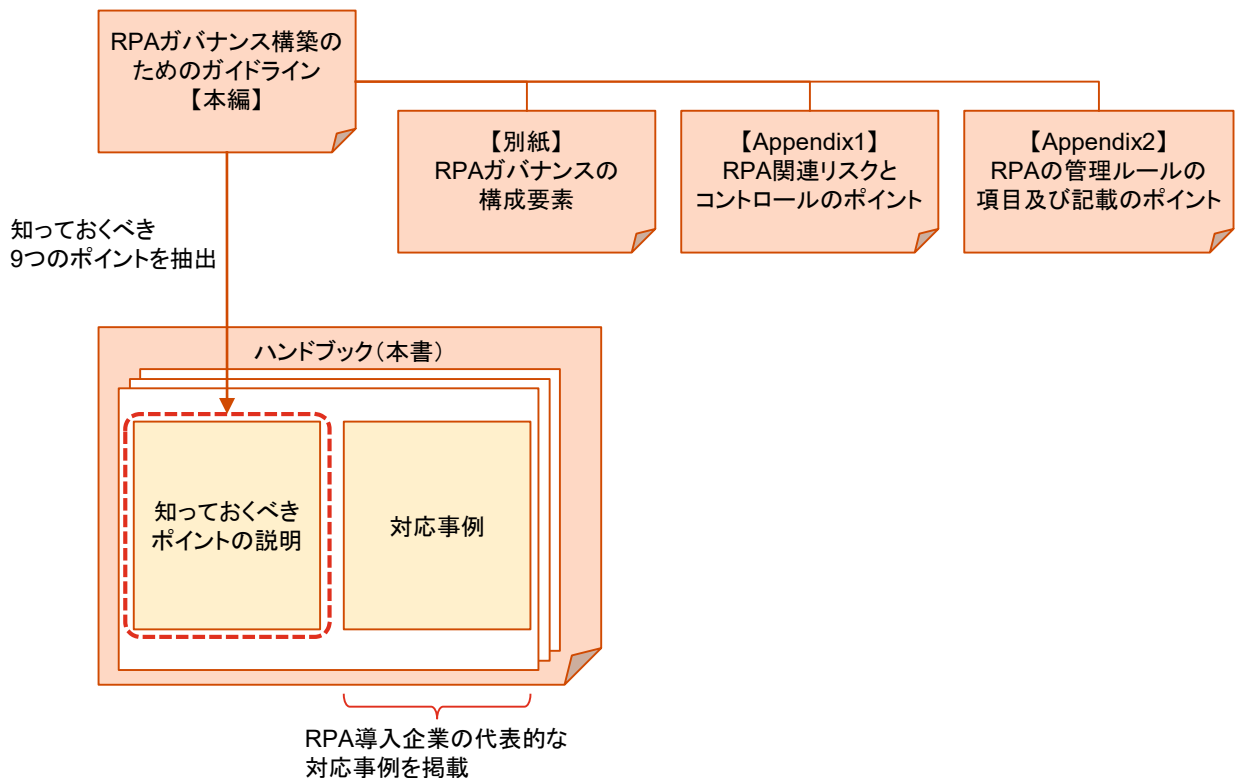 RPAガバナンス構築の
ためのガイドライン
【本編】
【別紙】
RPAガバナンスの
構成要素
【Appendix1】
RPA関連リスクと
コントロールのポイント
【Appendix2】
RPAの管理ルールの
項目及び記載のポイント
知っておくべき
9つのポイントを抽出
ハンドブック(本書)
知っておくべき
ポイントの説明
対応事例
RPA導入企業の代表的な
対応事例を掲載